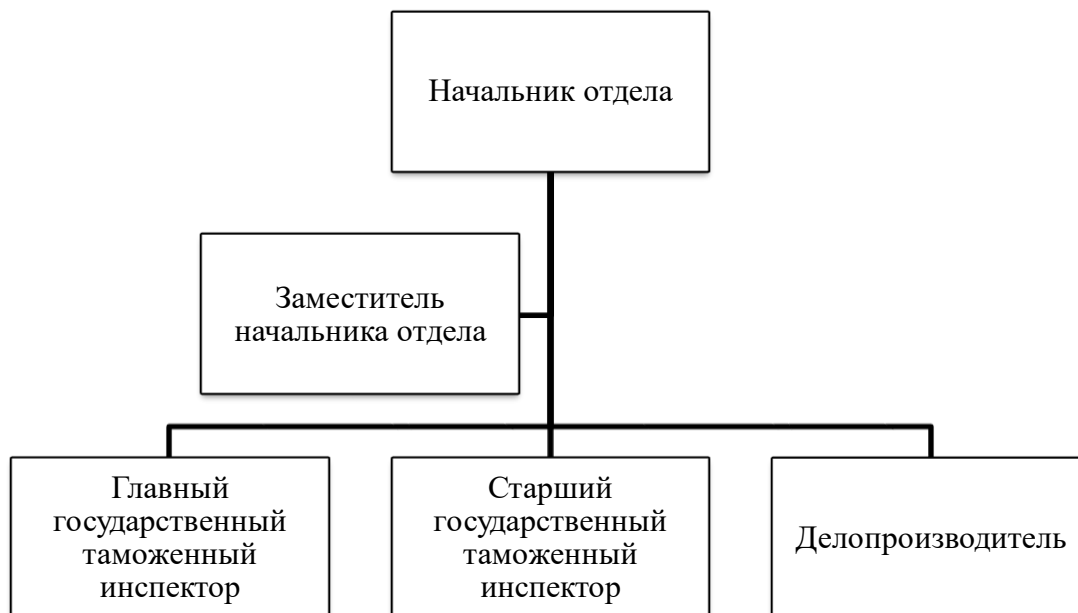 Начальник отдела
Заместитель
начальника отдела
Главный
государственный
таможенный
инспектор
Старший
государственный
таможенный
инспектор
Делопроизводитель